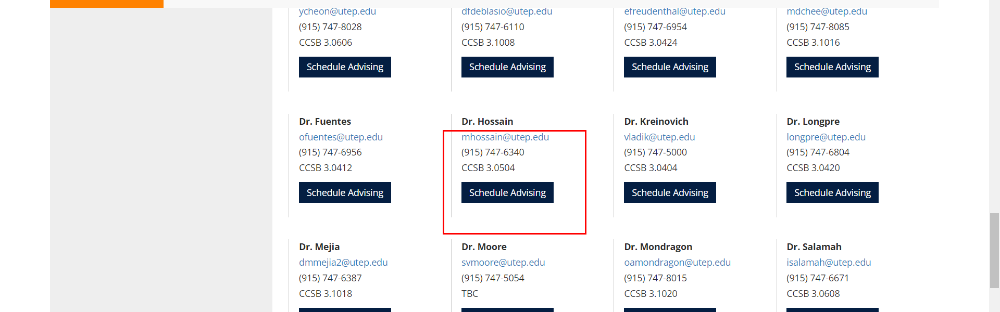 ycheon@utep.edu
(915) 747-8028
CCSB 3.0606
Schedule Advising
dfdeblasio@utep.edu
(915) 747-6110
CCSB 3.1008
Schedule Advising
efreudenthal@utep.edu
(915) 747-6954
CCSB 3.0424
Schedule Advising
mdchee@utep.edu
(915) 747-8085
CCSB 3.1016
Schedule Advising
Dr. Fuentes
ofuentes@utep.edu
(915) 747-6956
CCSB 3.0412
Schedule Advising
Dr. Hossain
mhossain@utep.edu
(915) 747-6340
CCSB 3.0504
Schedule Advising
Dr. Kreinovich
vladik@utep.edu
(915) 747-5000
CCSB 3.0404
Schedule Advising
Dr. Longpre
longpre@utep.edu
(915) 747-6804
CCSB 3.0420
Schedule Advising
Dr. Mejia
dmmejia2@utep.edu
(915) 747-6387
CCSB 3.1018
Dr. Moore
svmoore@utep.edu
(915) 747-5054
TBC
Dr. Mondragon
oamondragon@utep.edu
(915) 747-8015
CCSB 3.1020
Dr. Salamah
isalamah@utep.edu
(915) 747-6671
CCSB 3.0608